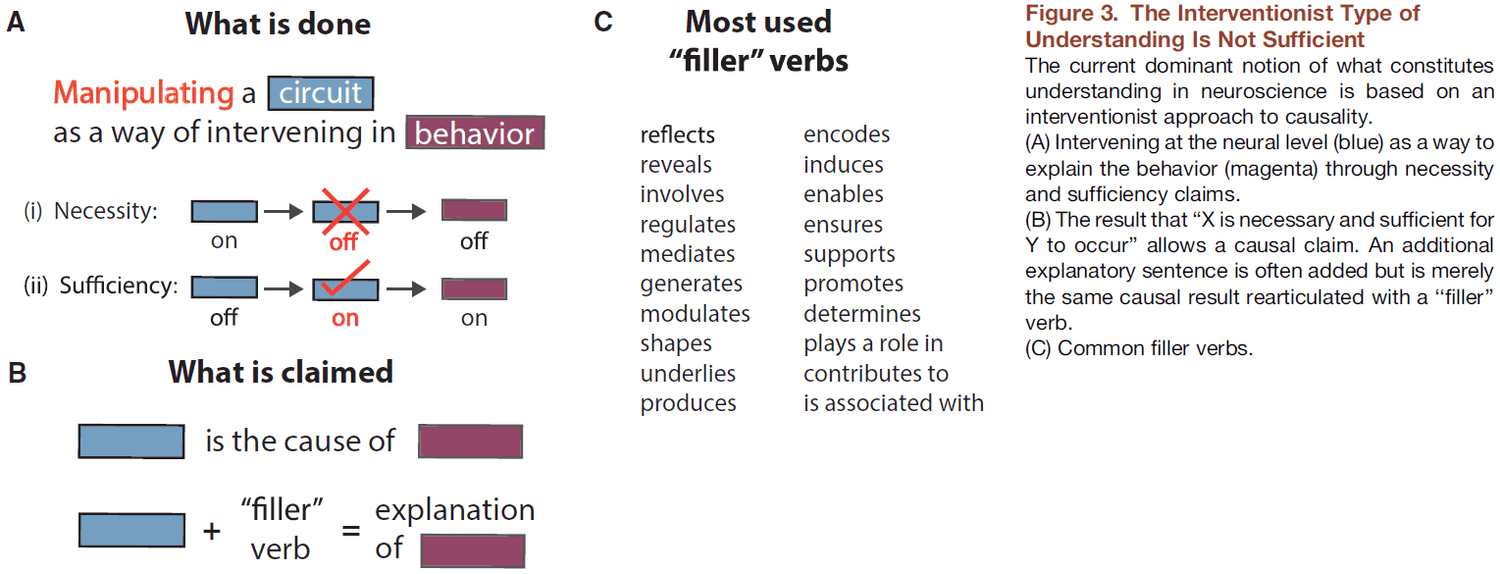 A
What is done
Manipulating a circuit
as a way of intervening in behavior
(i) Necessity:
on
off
off
(ii) Sufficiency:
off
on
on
B
What is claimed
is the cause of
+ “filler” verb = explanation of
C
Most used
“filler” verbs
reflects
reveals
involves
regulates
mediates
generates
modulates
shapes
underlies
produces
encodes
induces
enables
ensures
supports
promotes
determines
plays a role in
contributes to
is associated with
Figure 3. The Interventionist Type of
Understanding Is Not Sufficient
The current dominant notion of what constitutes
understanding in neuroscience is based on an
interventionist approach to causality.
(A) Intervening at the neural level (blue) as a way to
explain the behavior (magenta) through necessity
and sufficiency claims.
(B) The result that “X is necessary and sufficient for
Y to occur” allows a causal claim. An additional
explanatory sentence is often added but is merely
the same causal result rearticulated with a ‘‘filler”
verb.
(C) Common filler verbs.